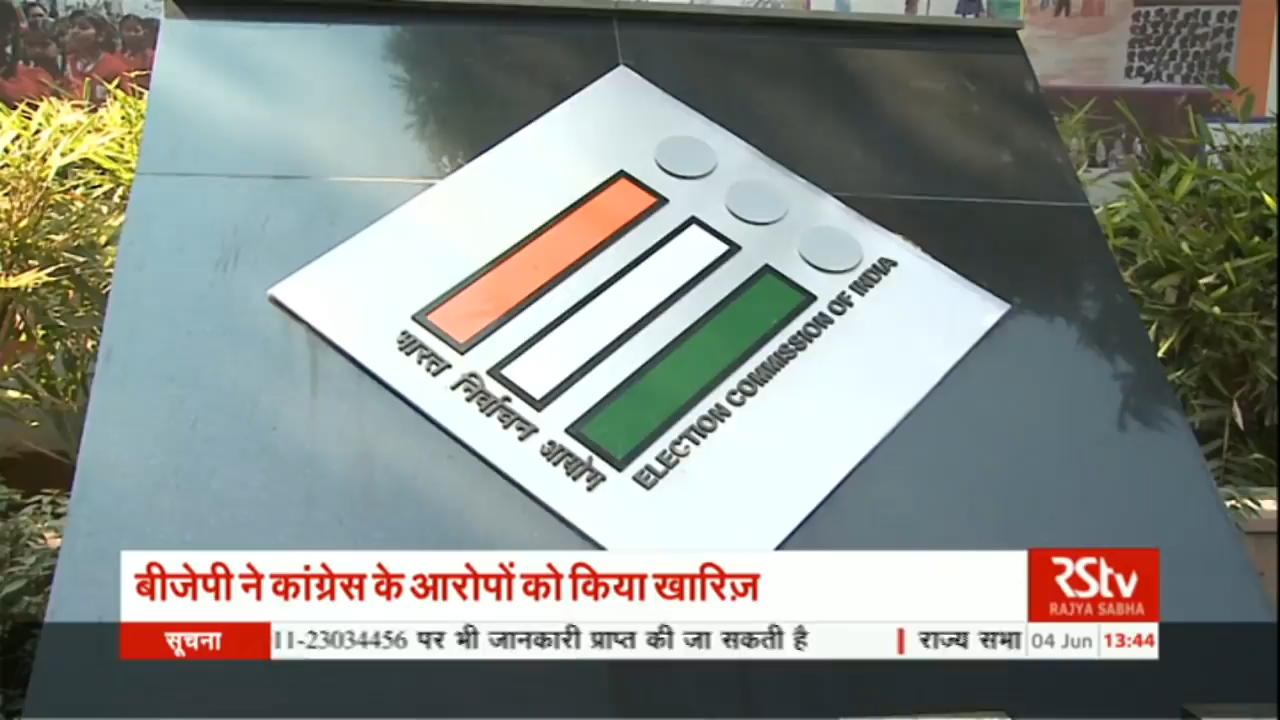 भारत निर्वाचन आयोग
ELECTION COMMISSION OF INDIA
बीजेपी ने कांग्रेस के आरोपों को किया खारिज़
RSTV
RAJYA SABHA
सूचना
11-23034456 पर भी जानकारी प्राप्त की जा सकती है
राज्य सभा
04 Jun
13:44